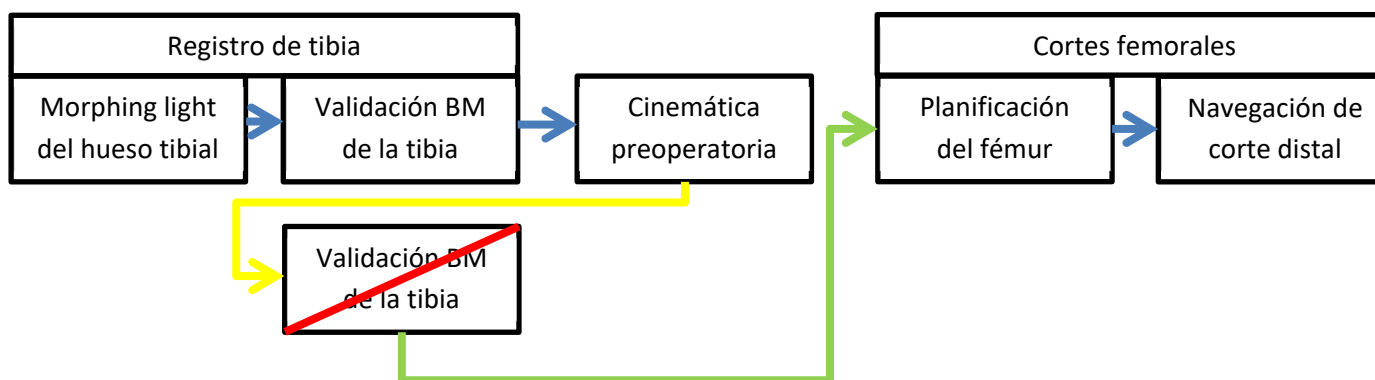 Registro de tibia
Morphing light
del hueso tibial
Validación BM
de la tibia
Cinemática
preoperatoria
Cortes femorales
Planificación
del fémur
Navegación de
corte distal
Validación BM
de la tibia